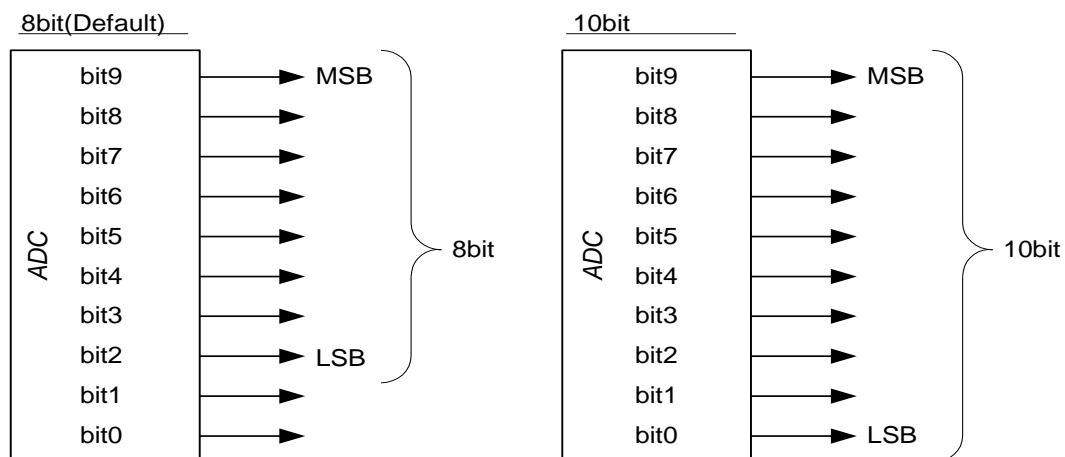 8bit(Default)
ADC
bit9 MSB
bit8
bit7
bit6
bit5
bit4
bit3
bit2 LSB
bit1
bit0
8bit
10bit
ADC
bit9 MSB
bit8
bit7
bit6
bit5
bit4
bit3
bit2
bit1
bit0 LSB
10bit